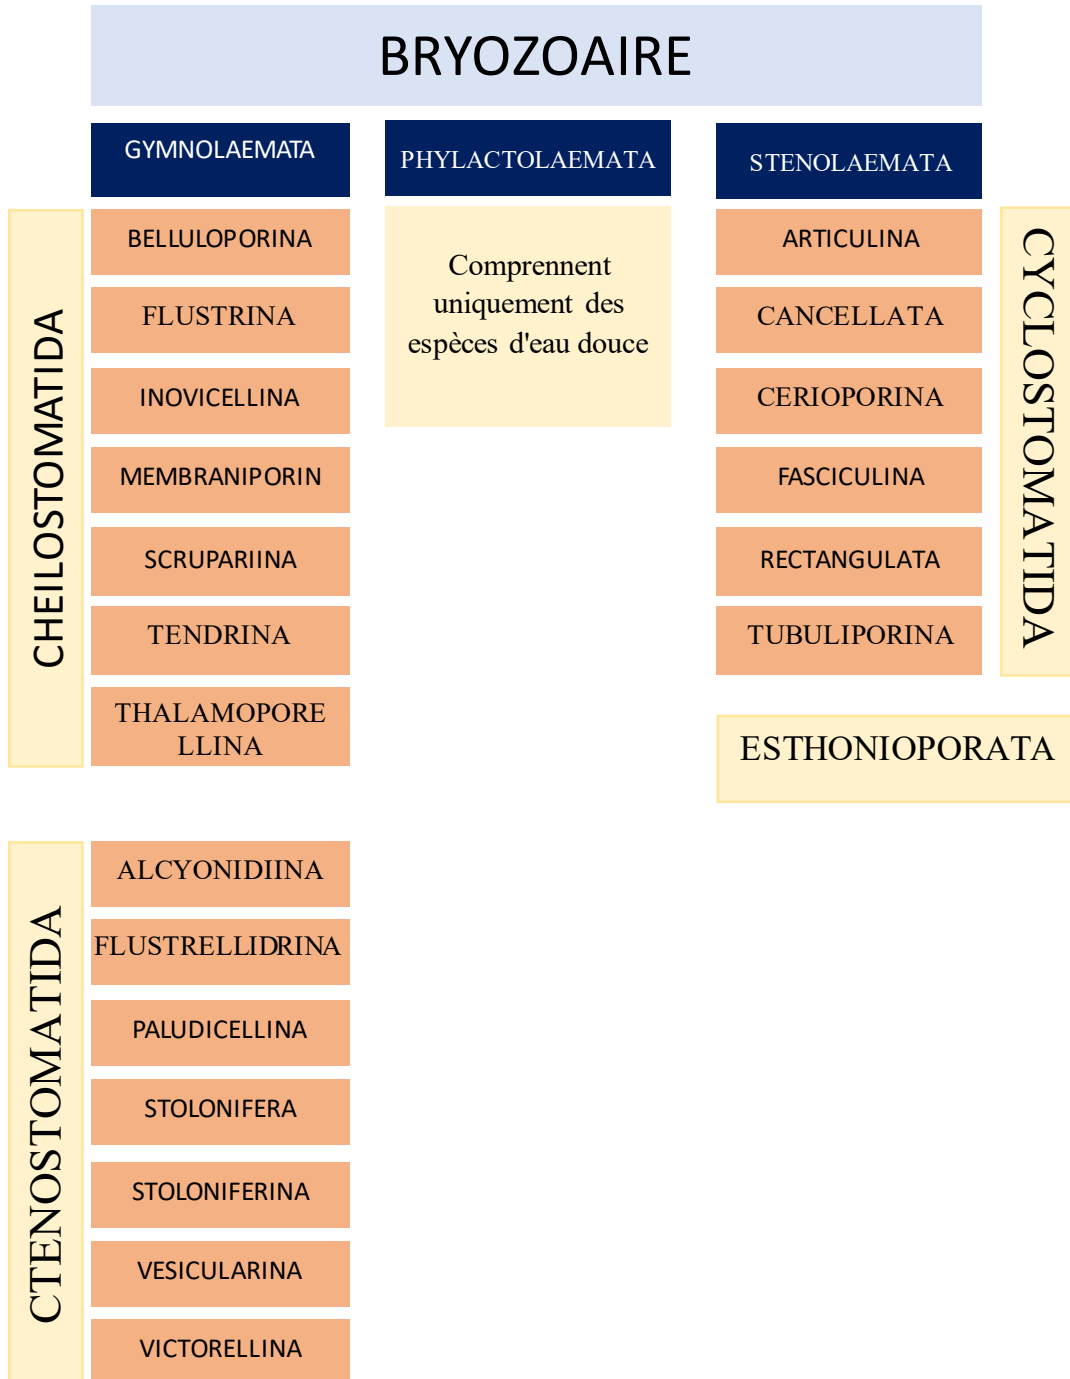 BRYOZOAIRE
GYMNOLAEMATA
PHYLACTOLAEMATA
STENOLAEMATA
CHEILOSTOMATIDA
BELLULOPORINA
FLUSTRINA
INOVICELLINA
MEMBRANIPORIN
SCRUPARIINA
TENDRINA
THALAMOPORE
LLINA
CTENOSTOMATIDA
ALCYONIDIINA
FLUSTRELLIDRINA
PALUDICELLINA
STOLONIFERA
STOLONIFERINA
VESICULARINA
VICTORELLINA
Comprennent
uniquement des
espèces d'eau douce
ARTICULINA
CANCELLATA
CERIOPORINA
FASCICULINA
RECTANGULATA
TUBULIPORINA
CYCLOSTOMATIDA
ESTHONIOPORATA